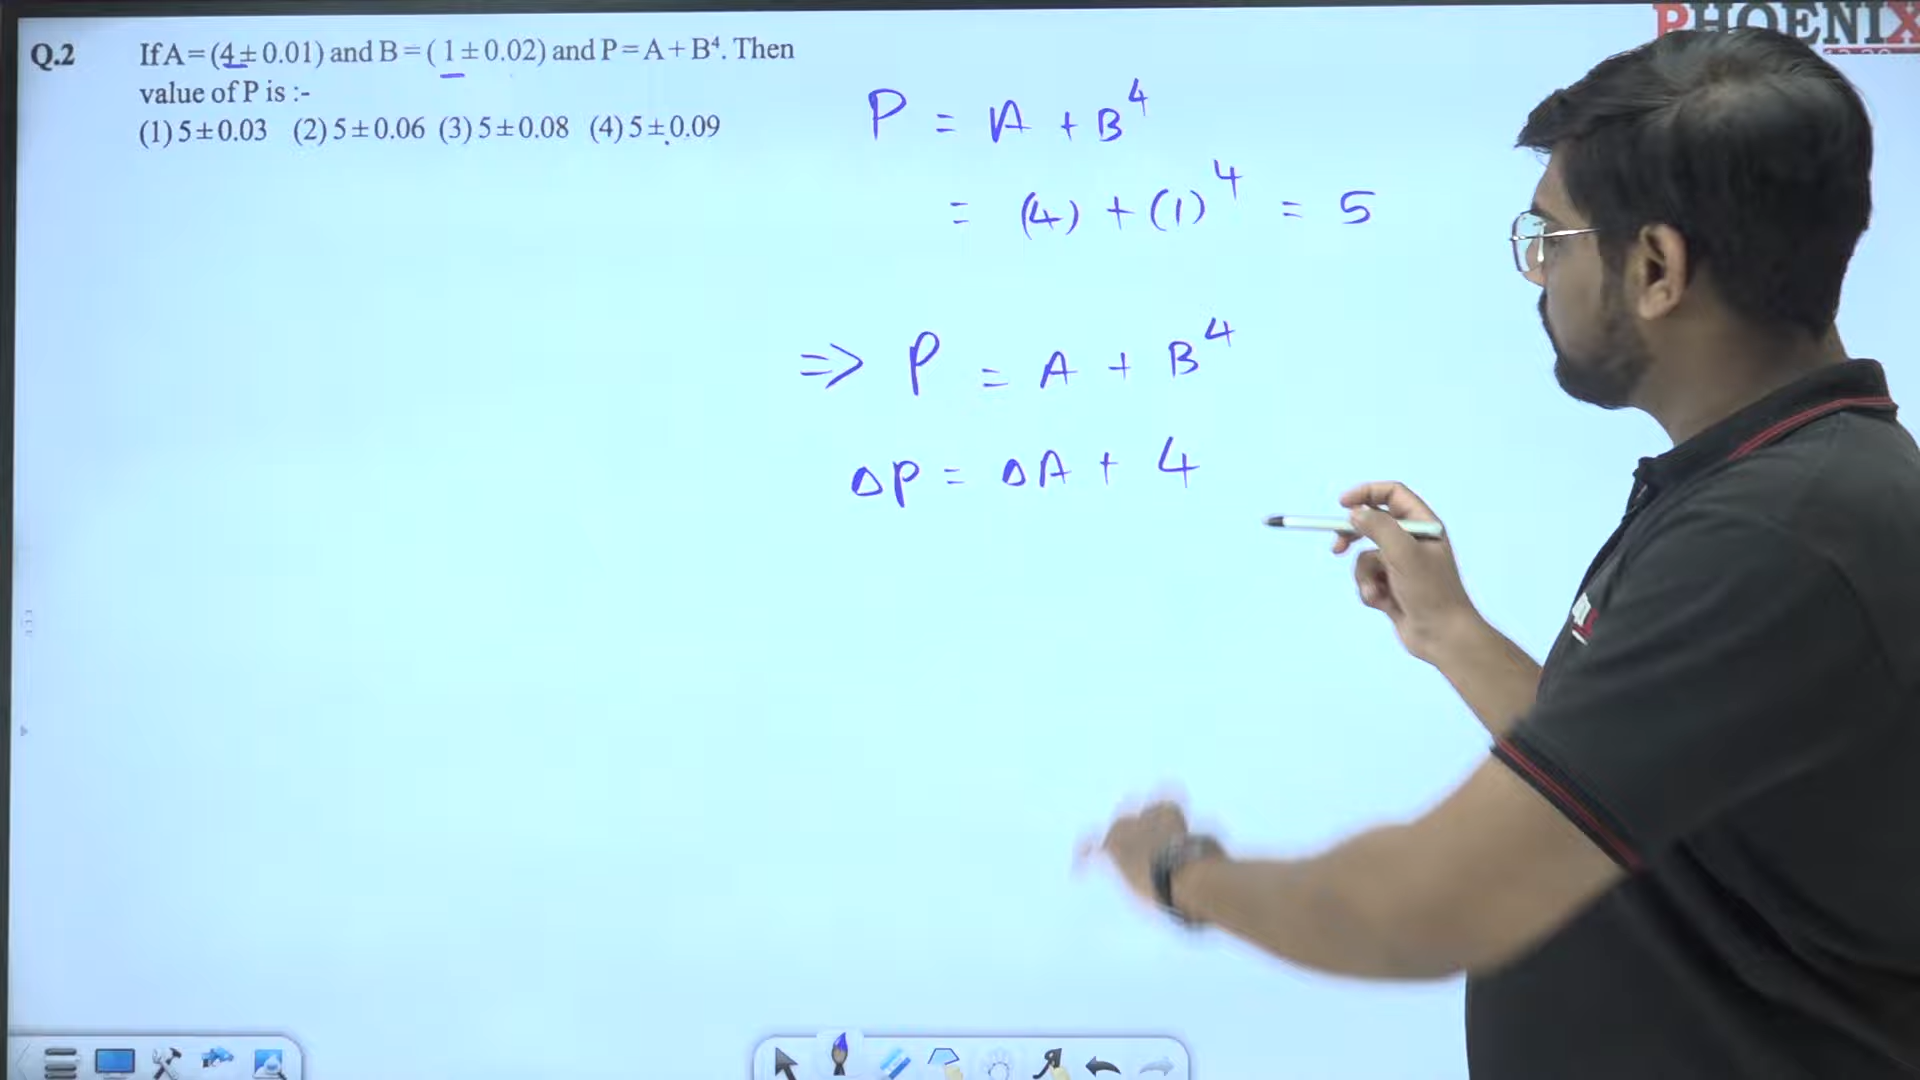 PHOENIX
Q.2 If A = (4 ± 0.01) and B = ( 1 ± 0.02) and P = A + B⁴. Then
value of P is :-
(1) 5 ± 0.03 (2) 5 ± 0.06 (3) 5 ± 0.08 (4) 5 ± 0.09
P = A + B⁴
= (4) + (1)⁴ = 5
⇒ P = A + B⁴
ΔP = ΔA + 4